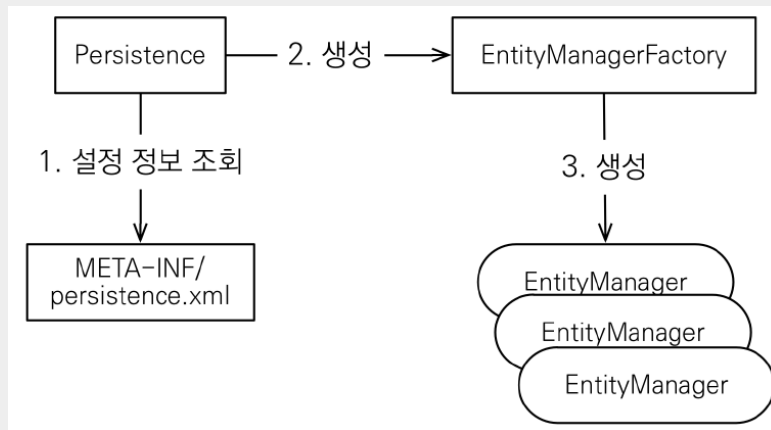 Persistence
2. 생성
EntityManagerFactory
1. 설정 정보 조회
3. 생성
META-INF/
persistence.xml
EntityManager
EntityManager
EntityManager